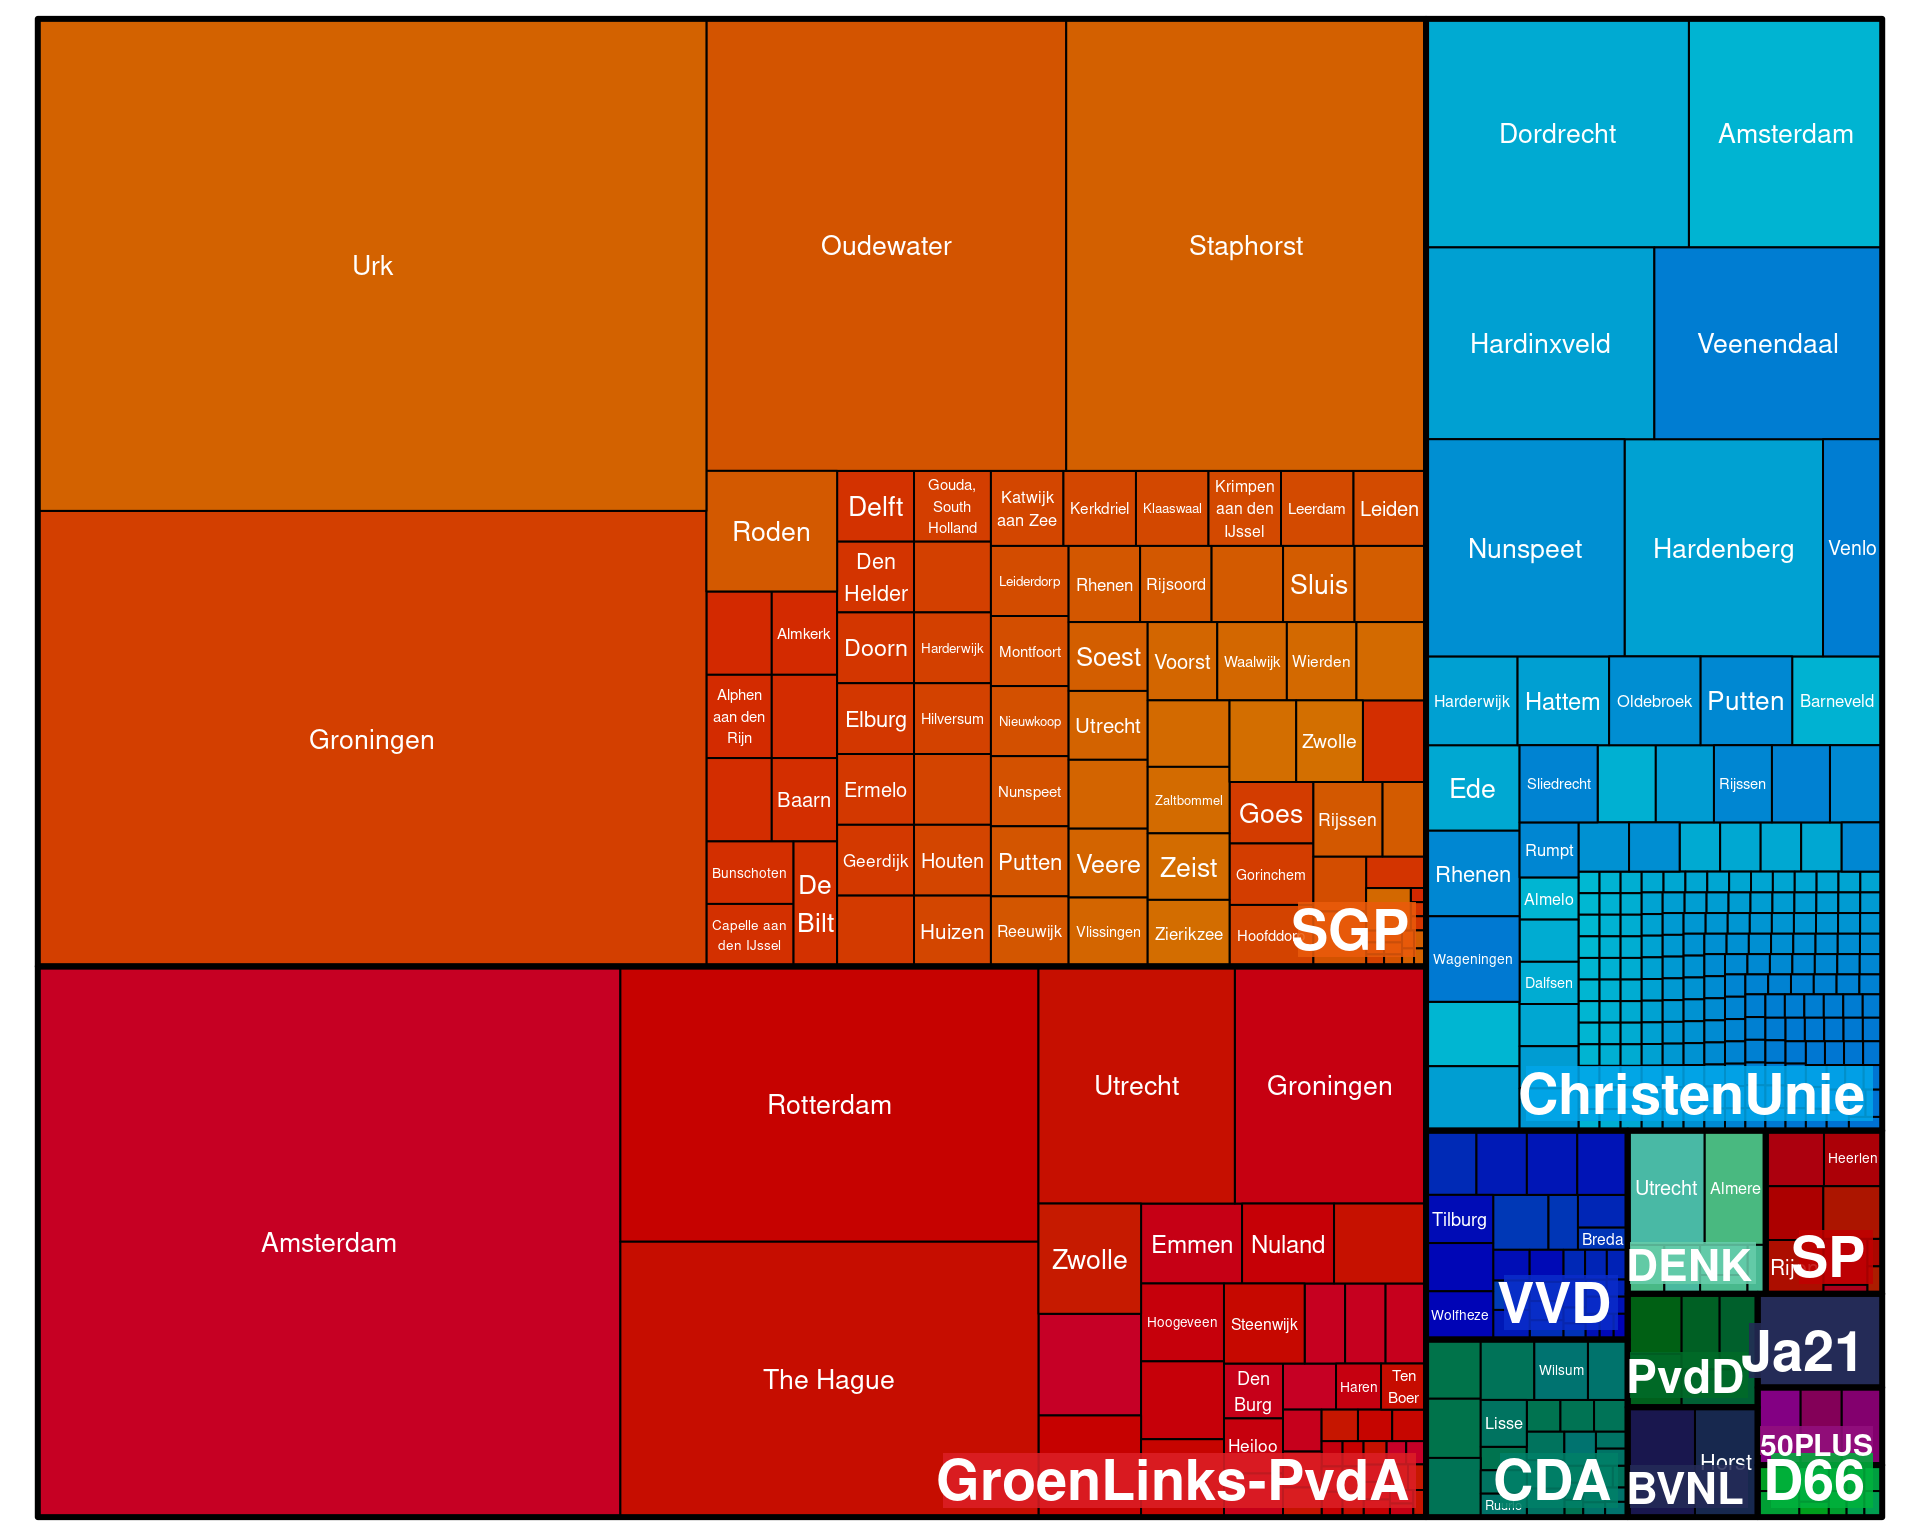 Urk
Oudewater
Staphorst
Groningen
Roden
Almkerk
Alphen
aan den
Rijn
Baarn
Bunschoten
Capelle aan
den IJssel
De
Bilt
Delft
Den
Helder
Doorn
Elburg
Ermelo
Geerdijk
Gouda,
South
Holland
Harderwijk
Hilversum
Houten
Huizen
Katwijk
aan Zee
Kerkdriel
Klaaswaal
Krimpen
aan den
IJssel
Leerdam
Leiden
Leiderdorp
Montfoort
Nieuwkoop
Nunspeet
Putten
Reeuwijk
Rhenen
Rijsoord
Sluis
Soest
Utrecht
Veere
Vlissingen
Voorst
Waalwijk
Wierden
Zaltbommel
Zeist
Zierikzee
Zwolle
Goes
Gorinchem
Rijssen
SGP
Amsterdam
Rotterdam
The Hague
Utrecht
Groningen
Zwolle
Emmen
Nuland
Hoogeveen
Steenwijk
Den
Burg
Haren
Ten
Boer
Heiloo
GroenLinks-PvdA
Dordrecht
Amsterdam
Hardinxveld
Veenendaal
Nunspeet
Hardenberg
Venlo
Harderwijk
Hattem
Oldebroek
Putten
Barneveld
Ede
Sliedrecht
Rijssen
Rhenen
Rumpt
Almelo
Wageningen
Dalfsen
ChristenUnie
Tilburg
Breda
Wolfheze
VVD
Wilsum
Lisse
CDA
Utrecht
Almere
DENK
Heerlen
SP
PvdD
Ja21
Horst
BVNL
50PLUS
D66